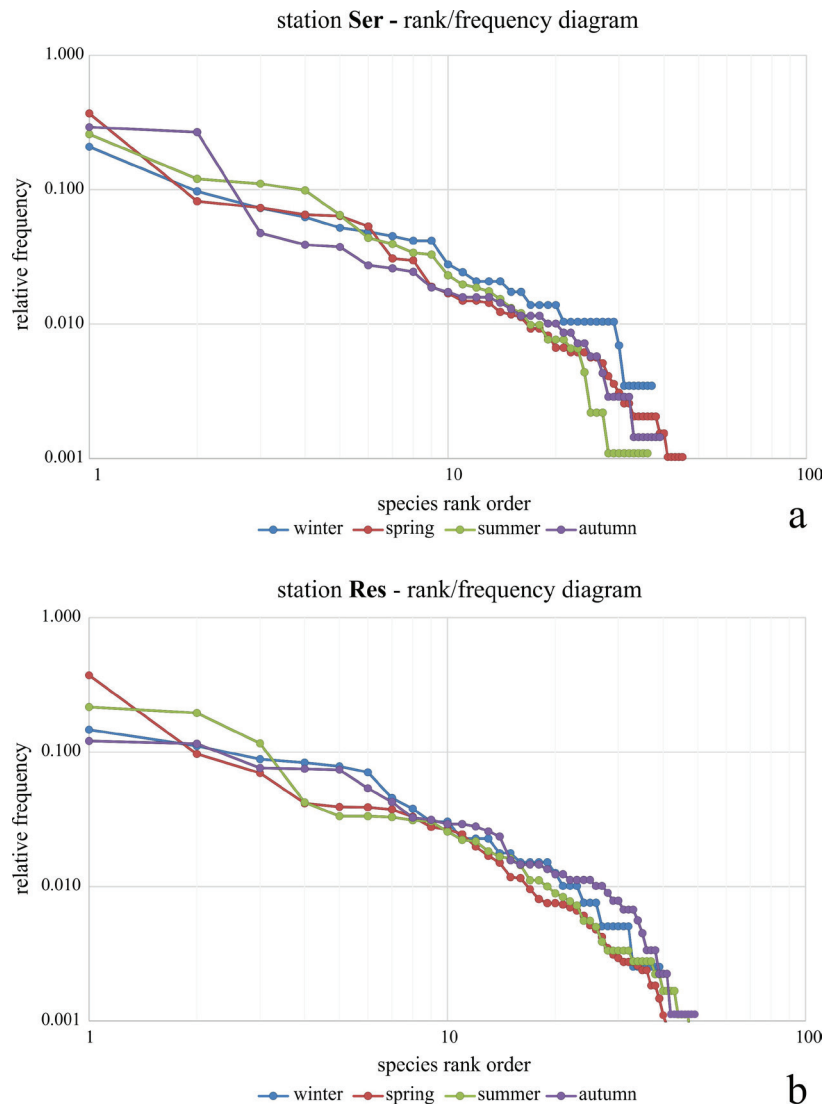 station Ser - rank/frequency diagram
1.000
0.100
0.010
0.001
relative frequency
1 10 100
species rank order
winter spring summer autumn
a
station Res - rank/frequency diagram
1.000
0.100
0.010
0.001
relative frequency
1 10 100
species rank order
winter spring summer autumn
b